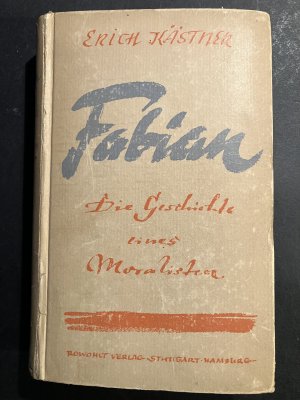 ERICH KÄSTNER
Fabian
Die Geschichte
eines
Moralisten
ROWOHLT VERLAG · STUTTGART · HAMBURG